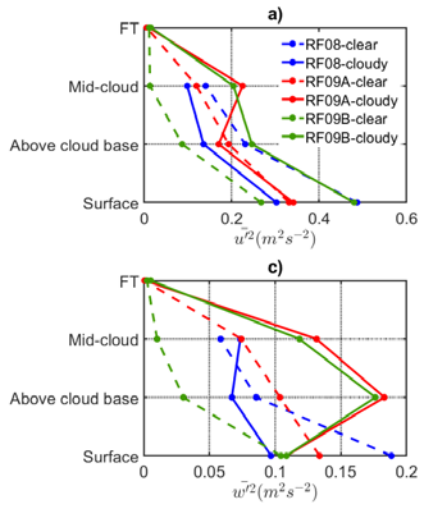 a)
FT
Mid-cloud
Above cloud base
Surface
RF08-clear
RF08-cloudy
RF09A-clear
RF09A-cloudy
RF09B-clear
RF09B-cloudy
0 0.2 0.4 0.6
u'² (m²s⁻²)
c)
FT
Mid-cloud
Above cloud base
Surface
0 0.05 0.1 0.15 0.2
w'² (m²s⁻²)